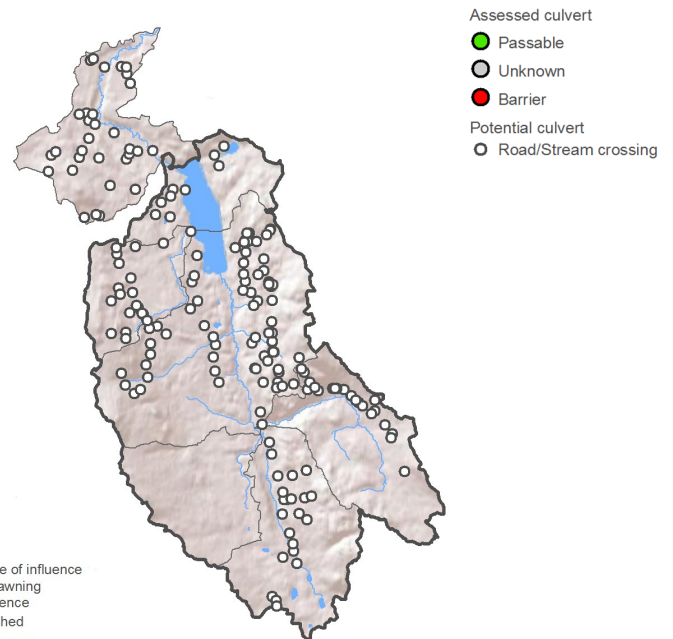 Assessed culvert
Passable
Unknown
Barrier
Potential culvert
Road/Stream crossing
e of influence
awning
ence
hed